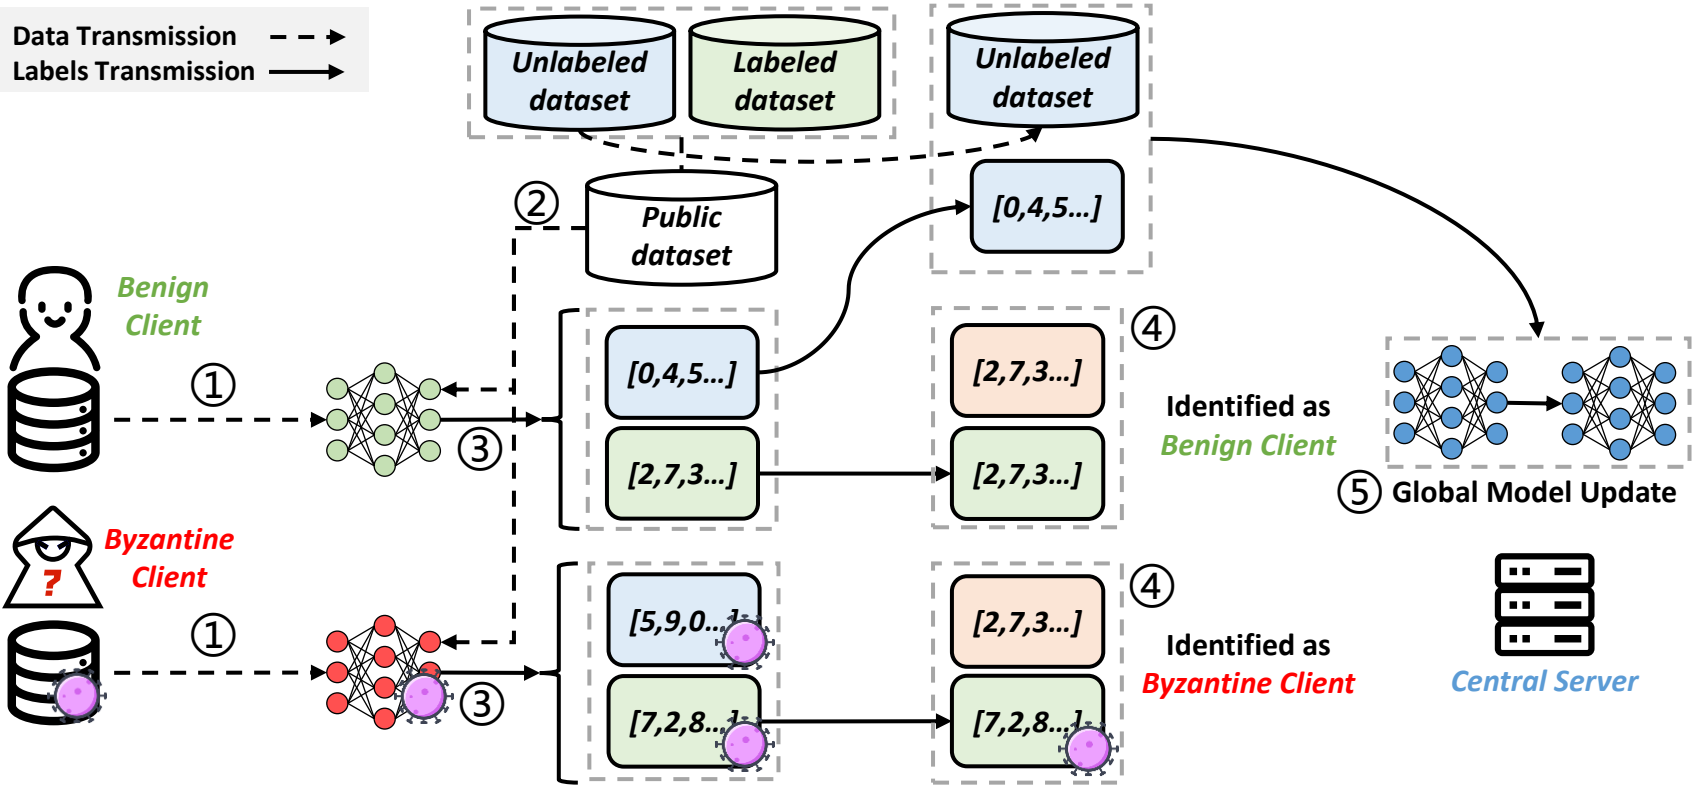 Data Transmission
Labels Transmission
Unlabeled
dataset
Labeled
dataset
Unlabeled
dataset
[0,4,5...]
②
Public
dataset
Benign
Client
①
③
[0,4,5...]
[2,7,3...]
④
[2,7,3...]
[2,7,3...]
Identified as
Benign Client
⑤ Global Model Update
?
Byzantine
Client
①
③
[5,9,0...]
[7,2,8...]
④
[2,7,3...]
[7,2,8...]
Identified as
Byzantine Client
Central Server